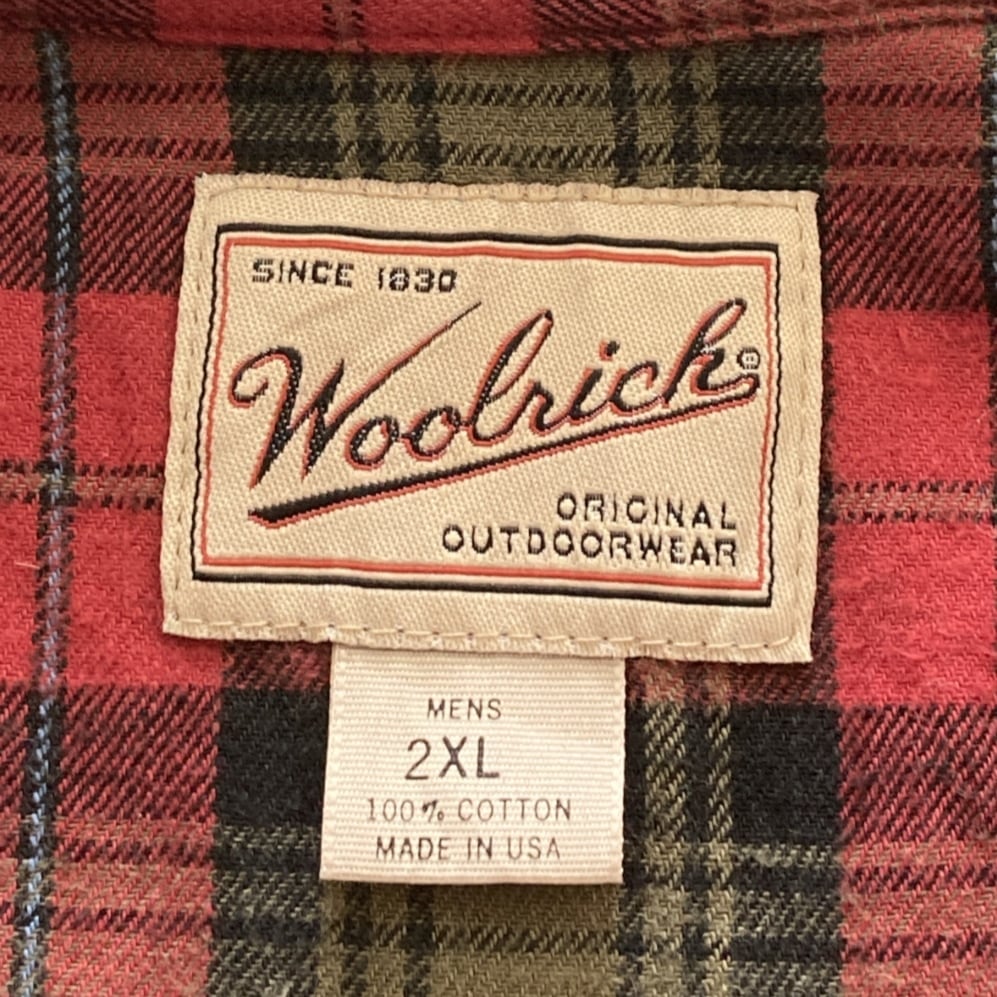 SINCE 1830
Woolrich®
ORIGINAL
OUTDOORWEAR
MENS
2XL
100% COTTON
MADE IN USA